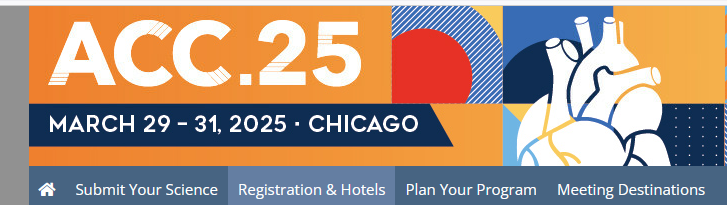 ACC.25
MARCH 29 – 31, 2025 · CHICAGO
Submit Your Science Registration & Hotels Plan Your Program Meeting Destinations